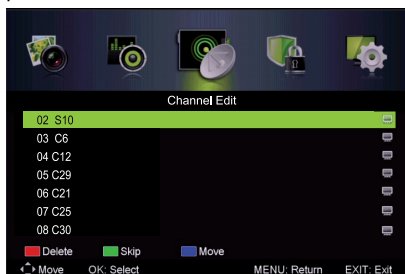 Channel Edit
02 S10
03 C6
04 C12
05 C29
06 C21
07 C25
08 C30
Delete Skip Move
Move OK: Select MENU: Return EXIT: Exit